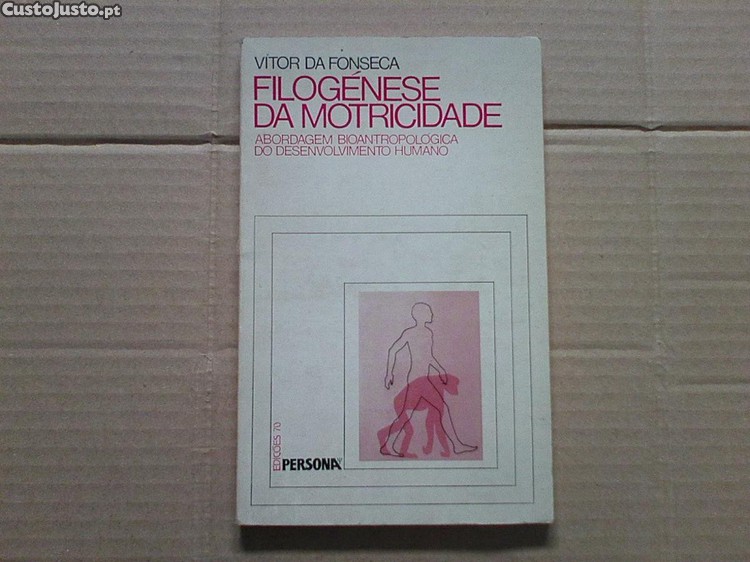 CustoJusto.pt
VÍTOR DA FONSECA
FILOGÉNESE
DA MOTRICIDADE
ABORDAGEM BIOANTROPOLÓGICA
DO DESENVOLVIMENTO HUMANO
EDIÇÕES 70
PERSONA